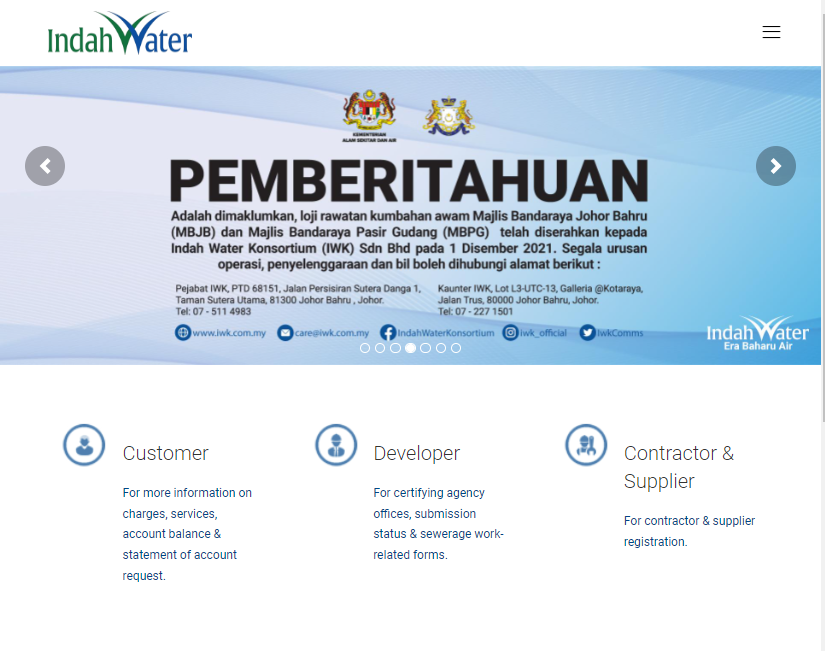 IndahWater
KEMENTERIAN
ALAM SEKITAR DAN AIR
PEMBERITAHUAN
Adalah dimaklumkan, loji rawatan kumbahan awam Majlis Bandaraya Johor Bahru
(MBJB) dan Majlis Bandaraya Pasir Gudang (MBPG) telah diserahkan kepada
Indah Water Konsortium (IWK) Sdn Bhd pada 1 Disember 2021. Segala urusan
operasi, penyelenggaraan dan bil boleh dihubungi alamat berikut :
Pejabat IWK, PTD 68151, Jalan Persisiran Sutera Danga 1,
Taman Sutera Utama, 81300 Johor Bahru , Johor.
Tel: 07 - 511 4983
Kaunter IWK, Lot L3-UTC-13, Galleria @Kotaraya,
Jalan Trus, 80000 Johor Bahru, Johor.
Tel: 07 - 227 1501
www.iwk.com.my care@iwk.com.my IndahWaterKonsortium iwk_official IwkComms
IndahWater
Era Baharu Air
Customer
For more information on
charges, services,
account balance &
statement of account
request.
Developer
For certifying agency
offices, submission
status & sewerage work-
related forms.
Contractor &
Supplier
For contractor & supplier
registration.